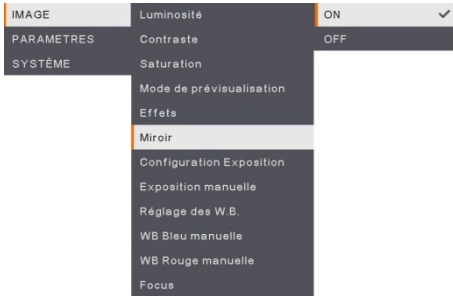 IMAGE
PARAMETRES
SYSTÈME
Luminosité
Contraste
Saturation
Mode de prévisualisation
Effets
Miroir
Configuration Exposition
Exposition manuelle
Réglage des W.B.
WB Bleu manuelle
WB Rouge manuelle
Focus
ON
OFF